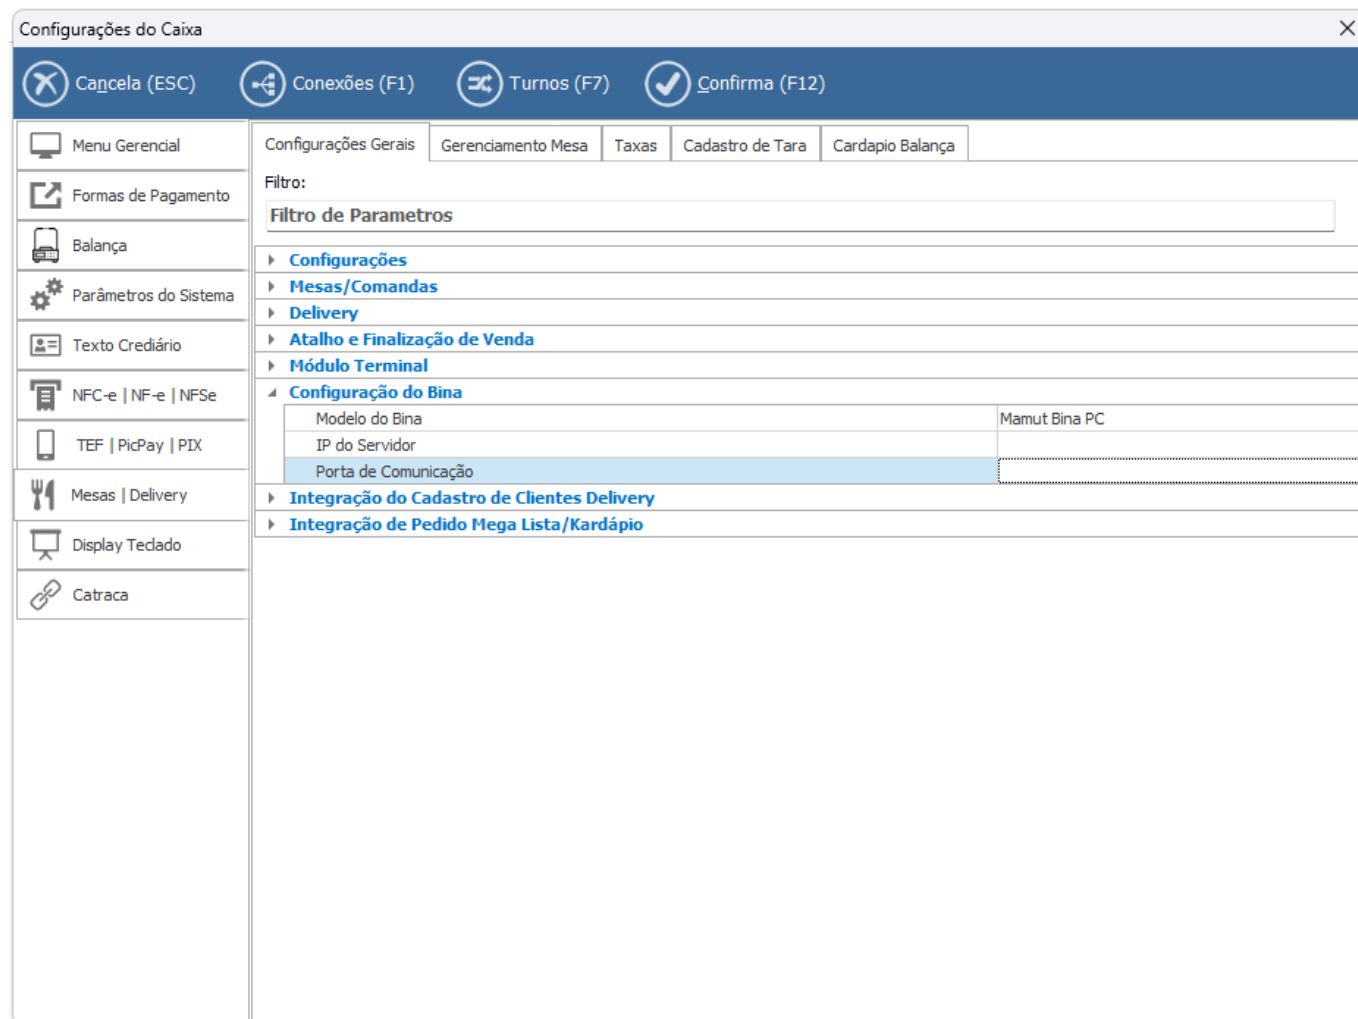 Configurações do Caixa
Cancela (ESC) Conexões (F1) Turnos (F7) Confirma (F12)
Menu Gerencial
Formas de Pagamento
Balança
Parâmetros do Sistema
Texto Crediário
NFC-e | NF-e | NFSe
TEF | PicPay | PIX
Mesas | Delivery
Display Teclado
Catraca
Configurações Gerais Gerenciamento Mesa Taxas Cadastro de Tara Cardapio Balança
Filtro:
Filtro de Parametros
Configurações
Mesas/Comandas
Delivery
Atalho e Finalização de Venda
Módulo Terminal
Configuração do Bina
Modelo do Bina Mamut Bina PC
IP do Servidor
Porta de Comunicação
Integração do Cadastro de Clientes Delivery
Integração de Pedido Mega Lista/Kardápio